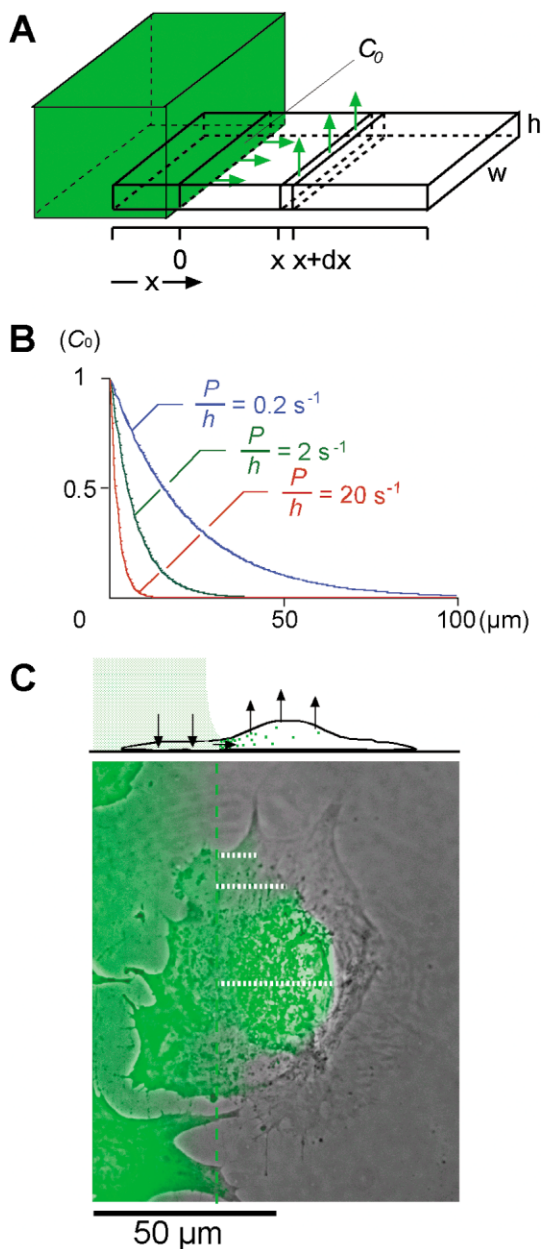 A
C₀
h
w
0 x x+dx
x
B (C₀)
1
P/h = 0.2 s⁻¹
P/h = 2 s⁻¹
0.5
P/h = 20 s⁻¹
0 50 100 (μm)
C
50 μm